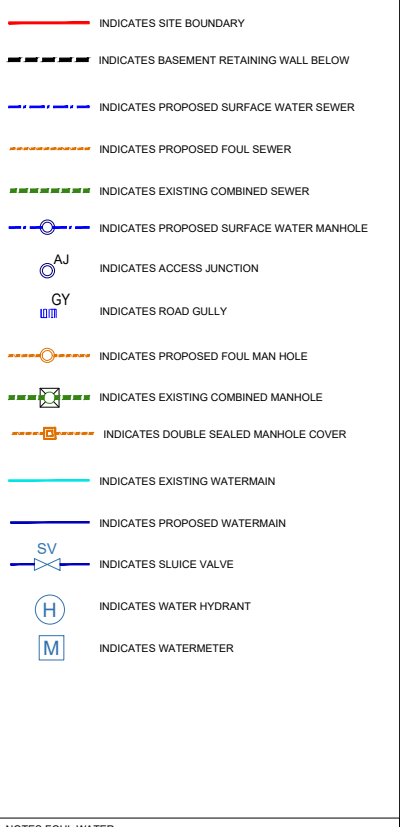 INDICATES SITE BOUNDARY
INDICATES BASEMENT RETAINING WALL BELOW
INDICATES PROPOSED SURFACE WATER SEWER
INDICATES PROPOSED FOUL SEWER
INDICATES EXISTING COMBINED SEWER
INDICATES PROPOSED SURFACE WATER MANHOLE
AJ
INDICATES ACCESS JUNCTION
GY
INDICATES ROAD GULLY
INDICATES PROPOSED FOUL MAN HOLE
INDICATES EXISTING COMBINED MANHOLE
INDICATES DOUBLE SEALED MANHOLE COVER
INDICATES EXISTING WATERMAIN
INDICATES PROPOSED WATERMAIN
SV
INDICATES SLUICE VALVE
H INDICATES WATER HYDRANT
M INDICATES WATERMETER
NOTES FOUL WATER